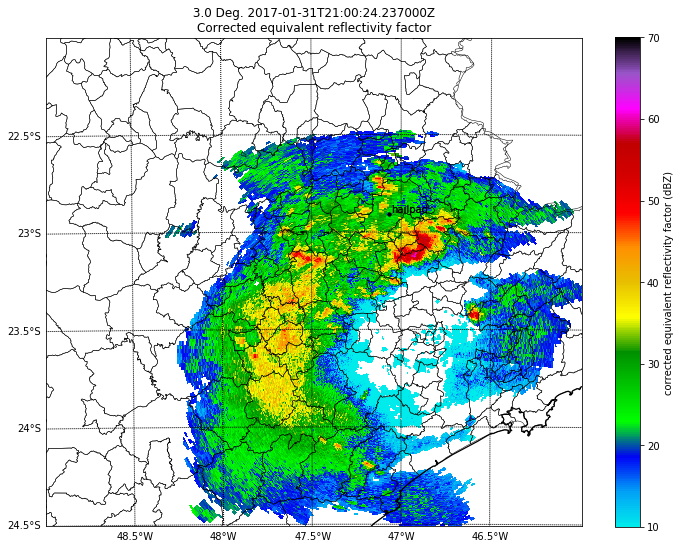 3.0 Deg. 2017-01-31T21:00:24.237000Z
Corrected equivalent reflectivity factor
70
60
50
40
30
20
10
corrected equivalent reflectivity factor (dBZ)
22.5°S
23°S
23.5°S
24°S
24.5°S
48.5°W
48°W
47.5°W
47°W
46.5°W